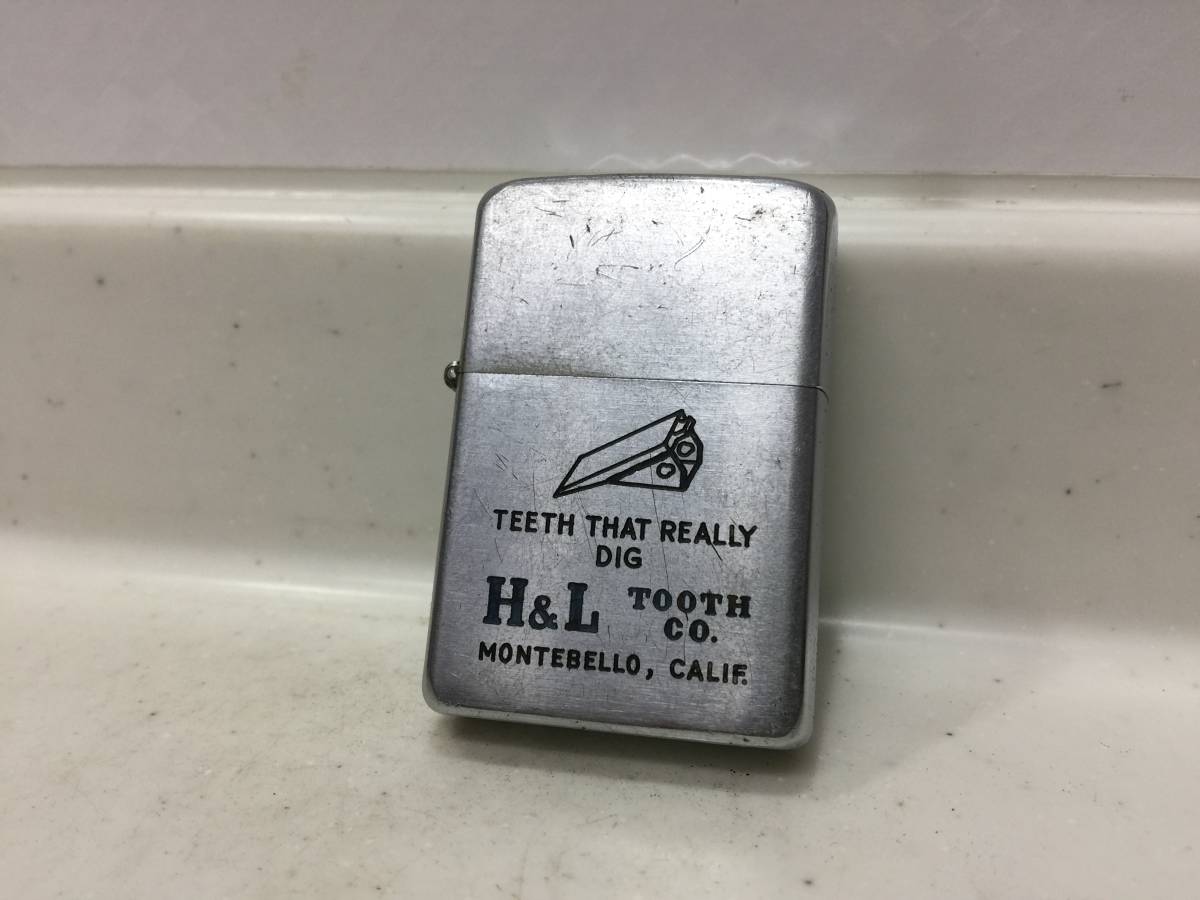 TEETH THAT REALLY
DIG
H&L TOOTH
CO.
MONTEBELLO, CALIF.